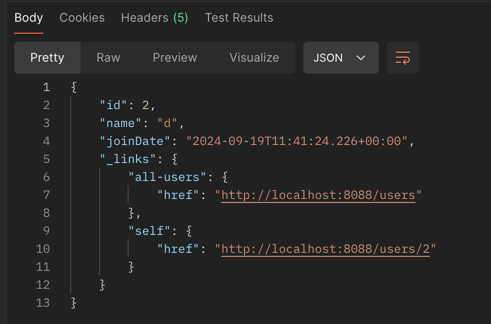 Body Cookies Headers (5) Test Results
Pretty Raw Preview Visualize JSON
1 {
2 "id": 2,
3 "name": "d",
4 "joinDate": "2024-09-19T11:41:24.226+00:00",
5 "_links": {
6 "all-users": {
7 "href": "http://localhost:8088/users"
8 },
9 "self": {
10 "href": "http://localhost:8088/users/2"
11 }
12 }
13 }